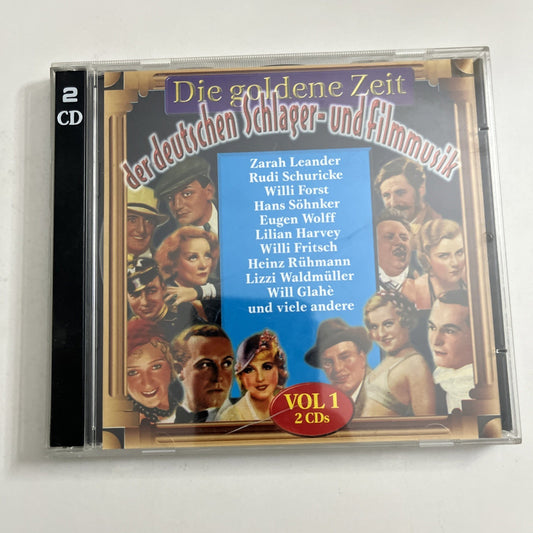 2
CD
Die goldene Zeit
der deutschen Schlager- und Filmmusik
Zarah Leander
Rudi Schuricke
Willi Forst
Hans Söhnker
Eugen Wolff
Lilian Harvey
Willi Fritsch
Heinz Rühmann
Lizzi Waldmüller
Will Glahè
und viele andere
VOL 1
2 CDs